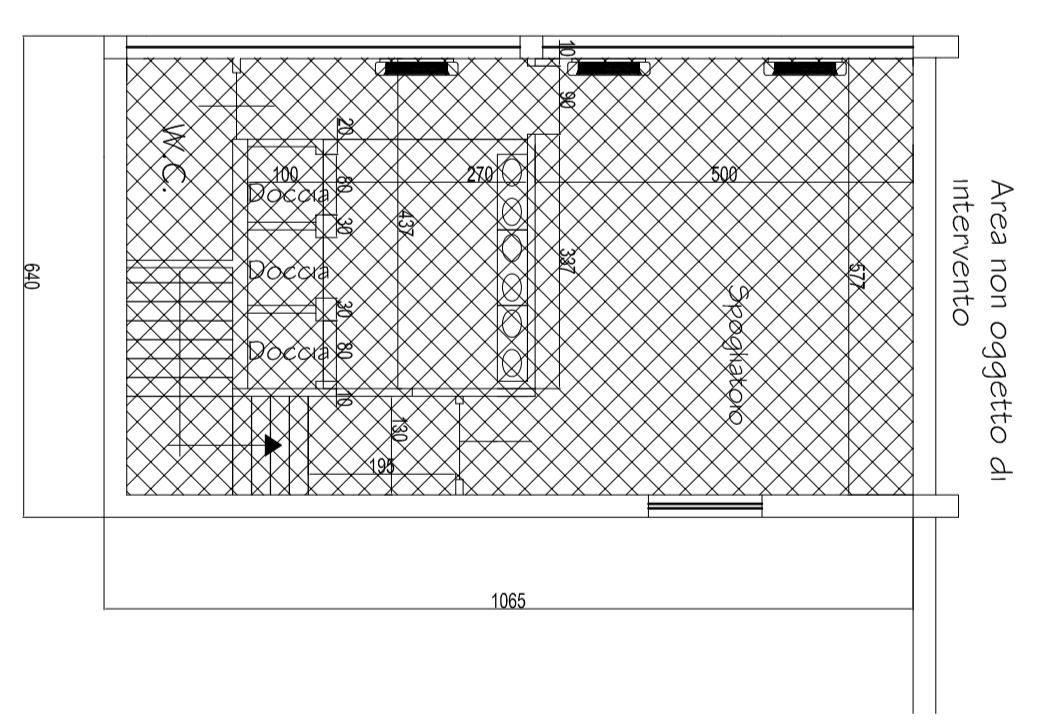 Area non oggetto di
intervento
10
90
W.C.
20
100
270
500
Doccia
80
437
30
337
577
640
Doccia
Spogliatoio
30
Doccia
80
10
130
195
1065